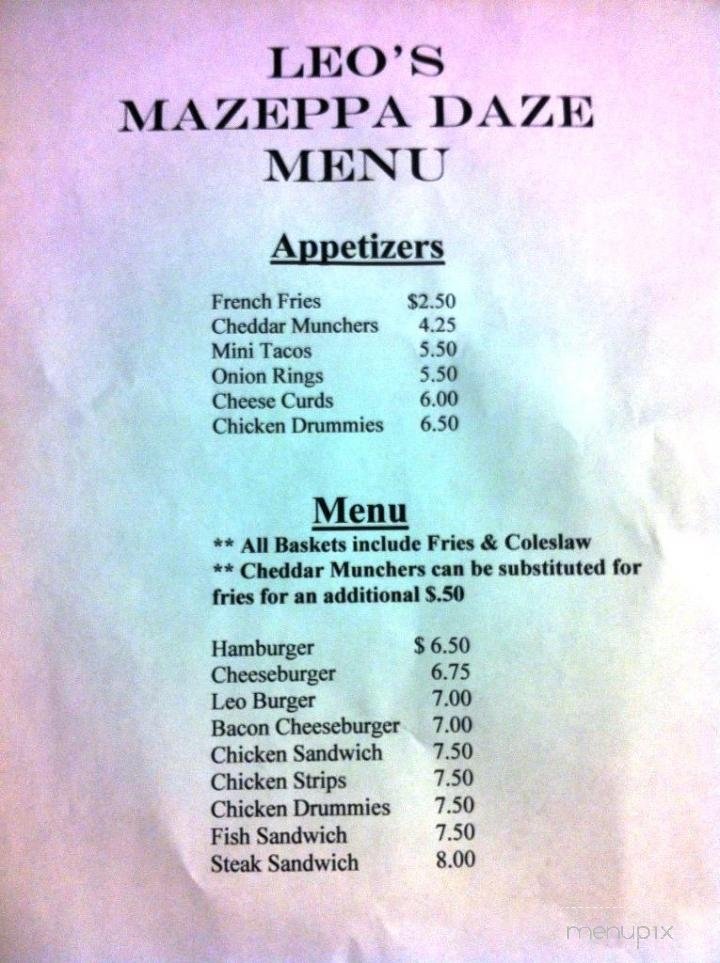 LEO'S
MAZEPPA DAZE
MENU
Appetizers
French Fries $2.50
Cheddar Munchers 4.25
Mini Tacos 5.50
Onion Rings 5.50
Cheese Curds 6.00
Chicken Drummies 6.50
Menu
** All Baskets include Fries & Coleslaw
** Cheddar Munchers can be substituted for
fries for an additional $.50
Hamburger $ 6.50
Cheeseburger 6.75
Leo Burger 7.00
Bacon Cheeseburger 7.00
Chicken Sandwich 7.50
Chicken Strips 7.50
Chicken Drummies 7.50
Fish Sandwich 7.50
Steak Sandwich 8.00
menupix